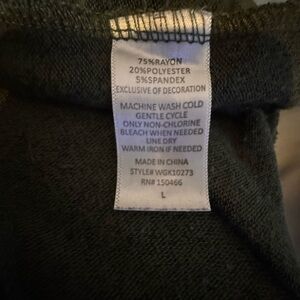 75%RAYON
20%POLYESTER
5%SPANDEX
EXCLUSIVE OF DECORATION
MACHINE WASH COLD
GENTLE CYCLE
ONLY NON-CHLORINE
BLEACH WHEN NEEDED
LINE DRY
WARM IRON IF NEEDED
MADE IN CHINA
STYLE# WGK10273
RN# 150466
L